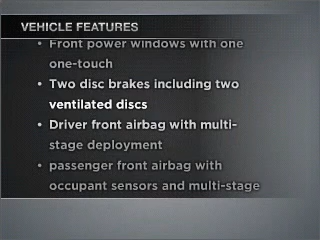 VEHICLE FEATURES
• Front power windows with one
one-touch
• Two disc brakes including two
ventilated discs
• Driver front airbag with multi-
stage deployment
• passenger front airbag with
occupant sensors and multi-stage